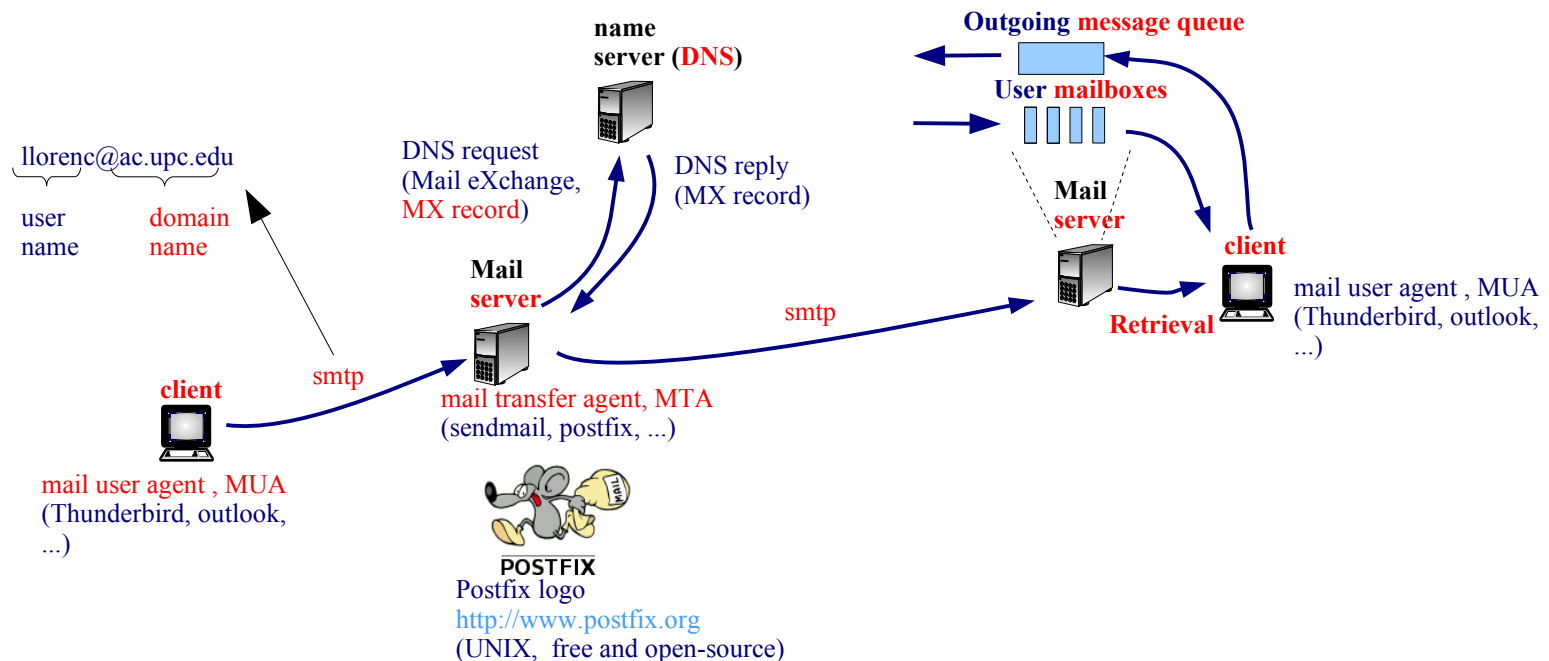 name
server (DNS)
Outgoing message queue
User mailboxes
llorenc@ac.upc.edu
user
name
domain
name
DNS request
(Mail eXchange,
MX record)
DNS reply
(MX record)
Mail
server
Mail
server
client
mail user agent , MUA
(Thunderbird, outlook,
...)
Retrieval
smtp
smtp
client
mail user agent , MUA
(Thunderbird, outlook,
...)
mail transfer agent, MTA
(sendmail, postfix, ...)
MAIL
POSTFIX
Postfix logo
http://www.postfix.org
(UNIX,  free and open-source)